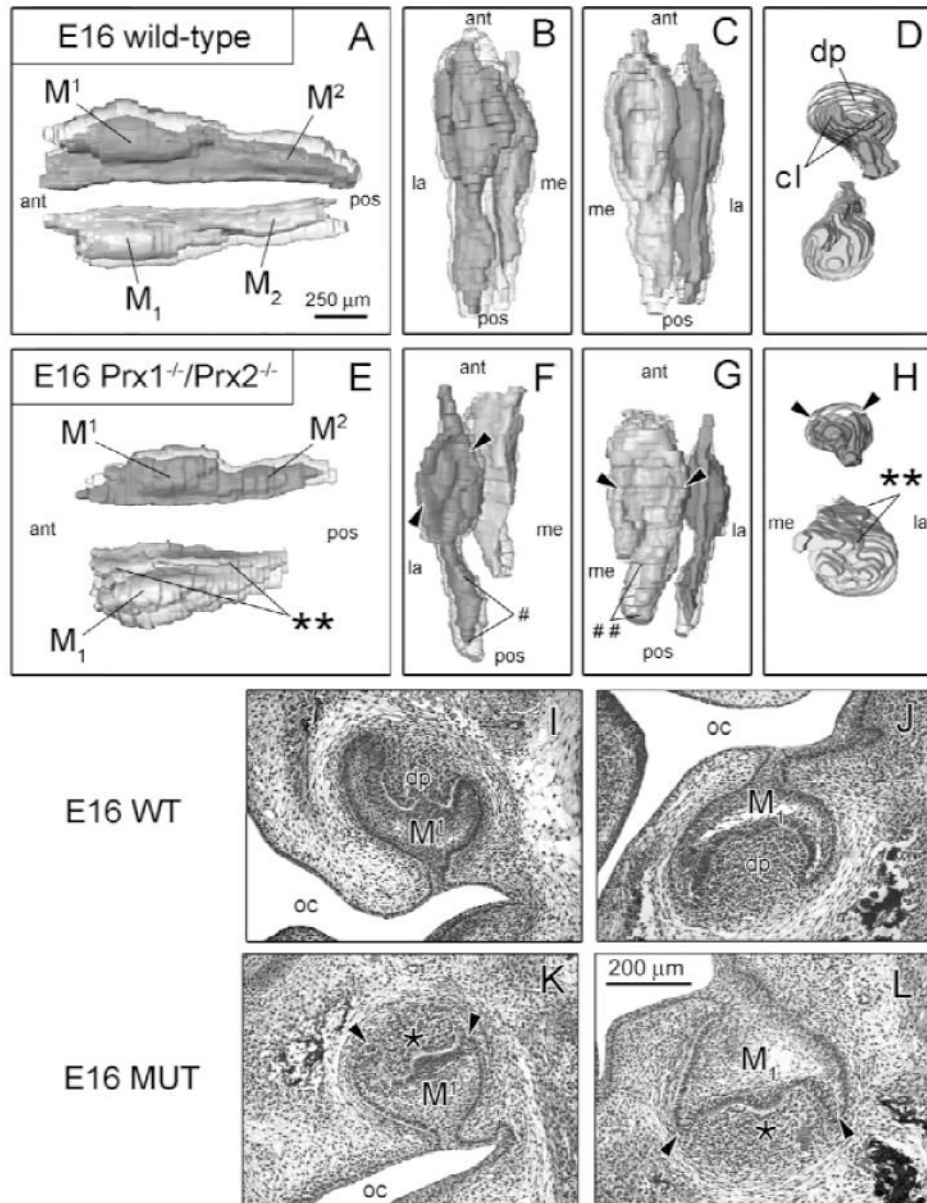 E16 wild-type
A
M¹
M²
ant
pos
M₁
M₂
250 µm
B
ant
la
me
pos
C
ant
me
la
pos
D
dp
cl
E16 Prx1⁻/⁻/Prx2⁻/⁻
E
M¹
M²
ant
pos
M₁
**
F
la
me
#
pos
G
ant
me
la
##
pos
H
**
me
la
E16 WT
I
dp
M¹
oc
J
oc
M₁
dp
E16 MUT
K
*
M¹
oc
200 µm
L
M₁
*